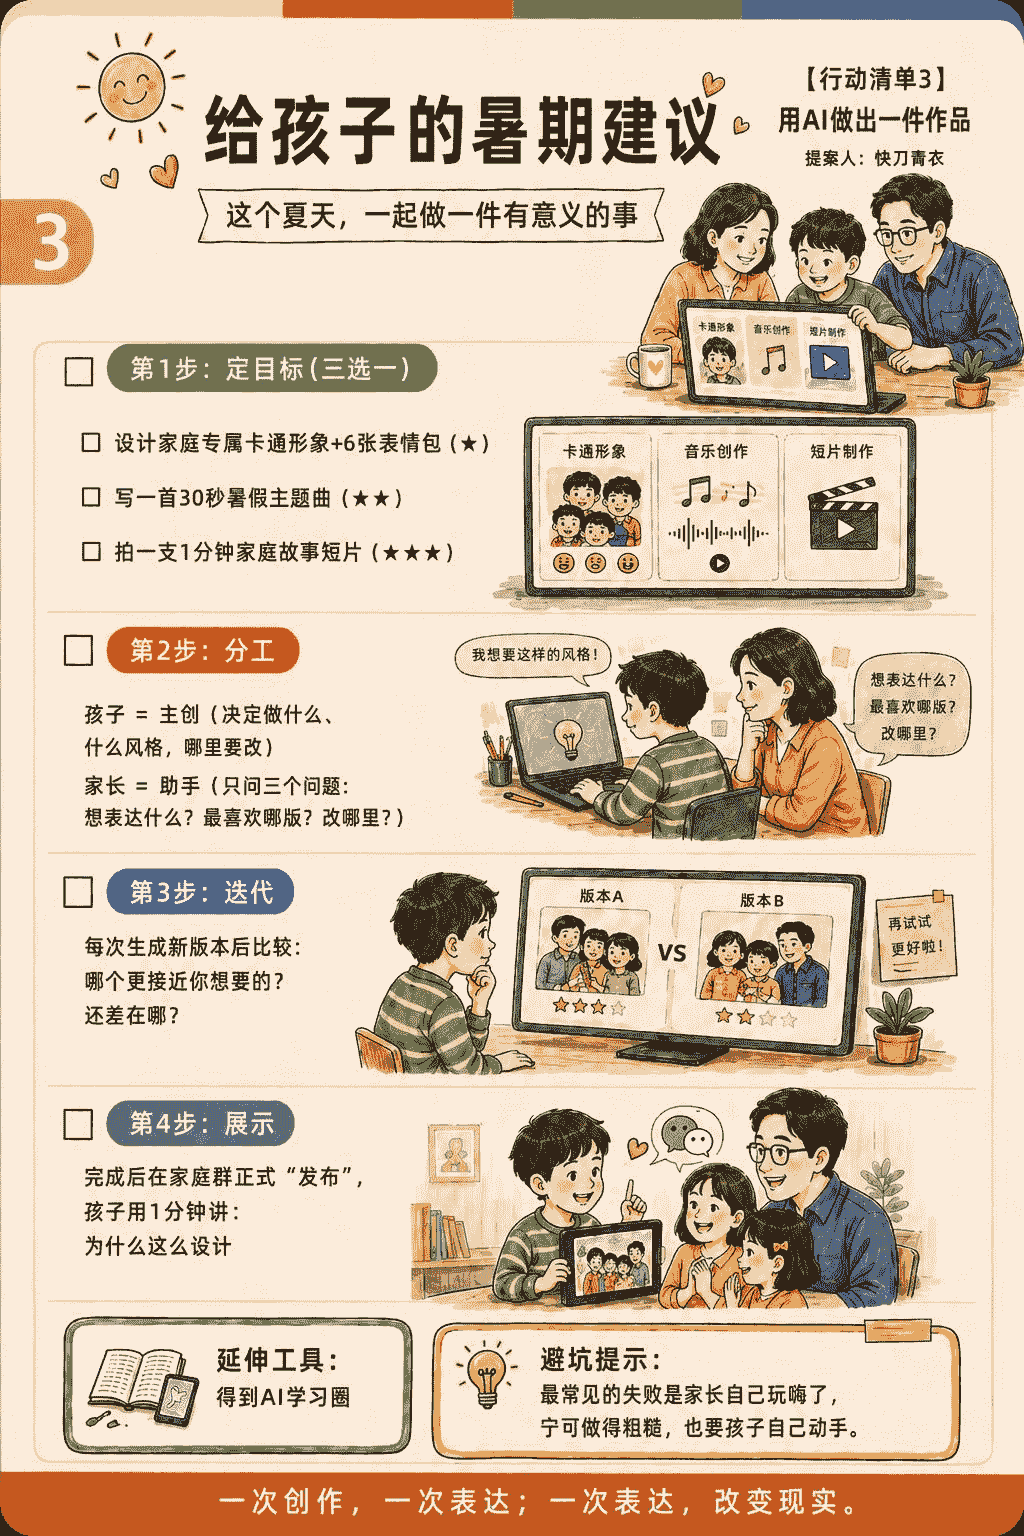 给孩子的暑期建议
这个夏天，一起做一件有意义的事
【行动清单3】
用AI做出一件作品
提案人：快刀青衣
3
卡通形象
音乐创作
短片制作
第1步：定目标（三选一）
设计家庭专属卡通形象+6张表情包（★）
写一首30秒暑假主题曲（★★）
拍一支1分钟家庭故事短片（★★★）
卡通形象
音乐创作
短片制作
第2步：分工
孩子 = 主创（决定做什么、
什么风格，哪里要改）
家长 = 助手（只问三个问题：
想表达什么？最喜欢哪版？改哪里？）
我想要这样的风格！
想表达什么？
最喜欢哪版？
改哪里？
第3步：迭代
每次生成新版本后比较：
哪个更接近你想要的？
还差在哪？
版本A
VS
版本B
再试试
更好啦！
第4步：展示
完成后在家庭群正式“发布”，
孩子用1分钟讲：
为什么这么设计
延伸工具：
得到AI学习圈
避坑提示：
最常见的失败是家长自己玩嗨了，
宁可做得粗糙，也要孩子自己动手。
一次创作，一次表达；一次表达，改变现实。